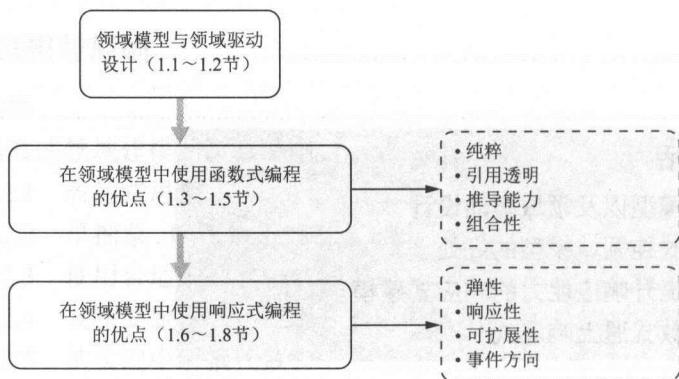 领域模型与领域驱动
设计（1.1～1.2节）
在领域模型中使用函数式编程
的优点（1.3～1.5节）
• 纯粹
• 引用透明
• 推导能力
• 组合性
在领域模型中使用响应式编程
的优点（1.6～1.8节）
• 弹性
• 响应性
• 可扩展性
• 事件方向